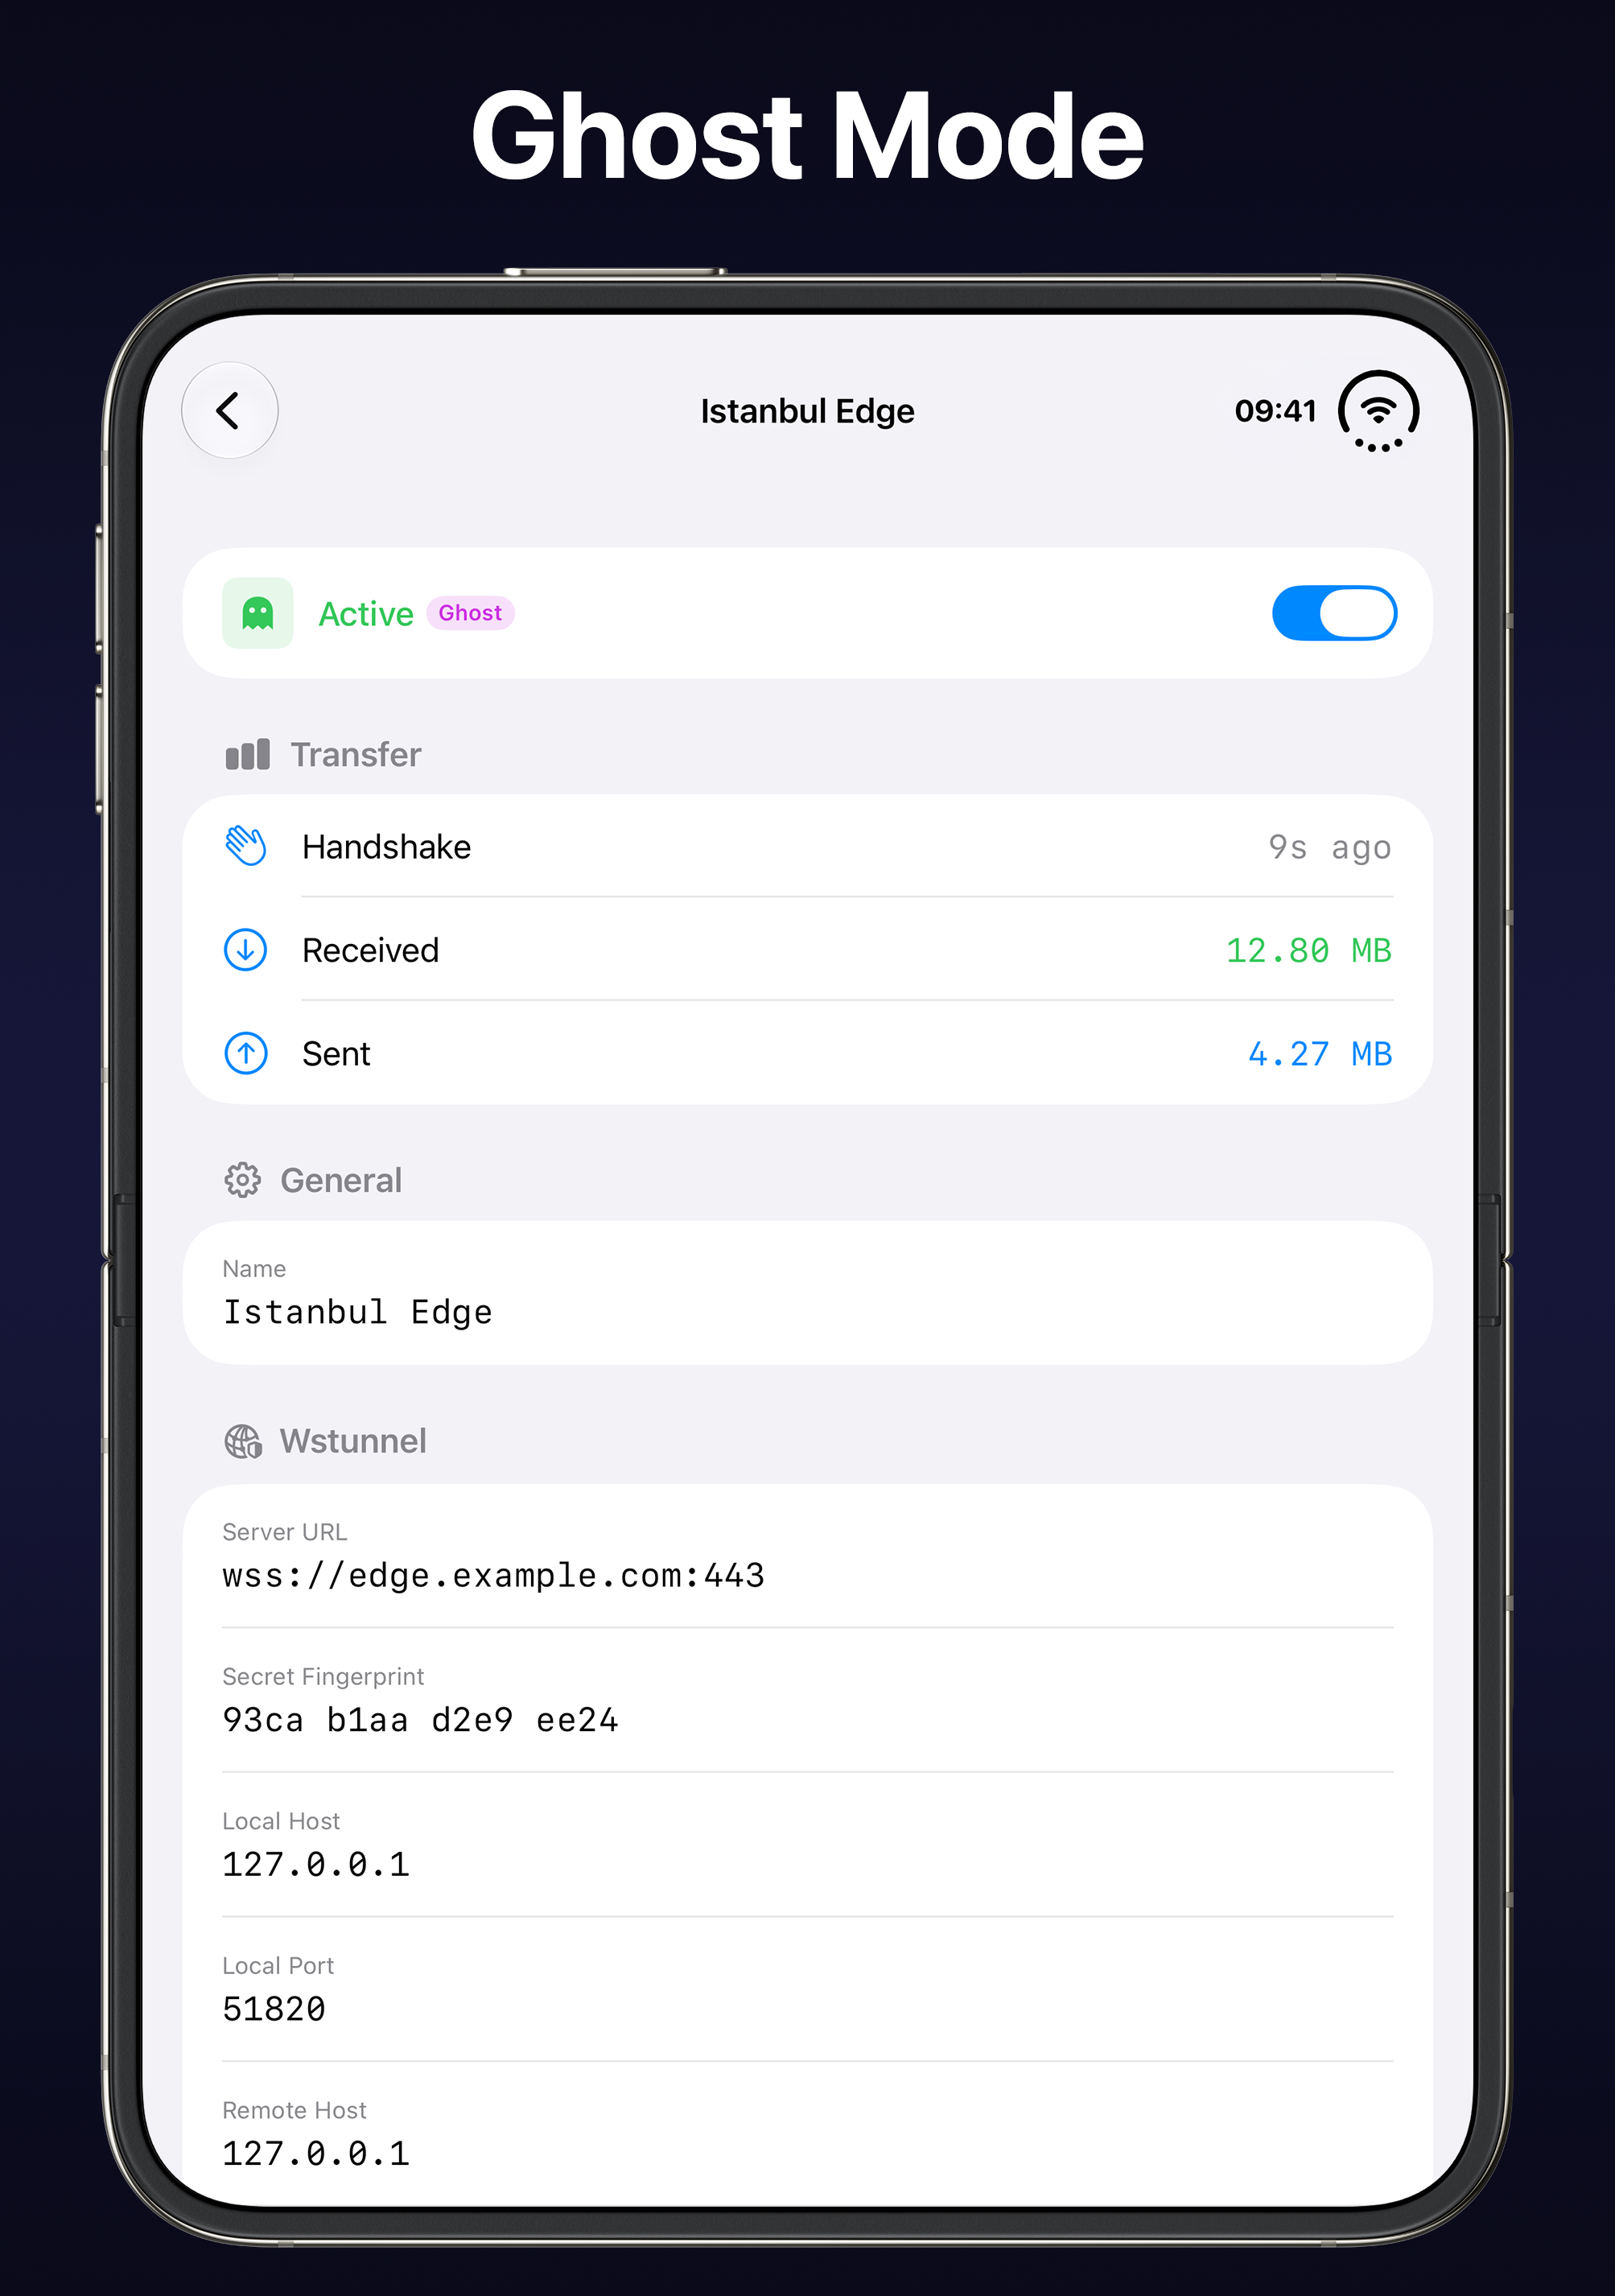 Ghost Mode
Istanbul Edge
09:41
Active
Ghost
Transfer
Handshake
9s ago
Received
12.80 MB
Sent
4.27 MB
General
Name
Istanbul Edge
Wstunnel
Server URL
wss://edge.example.com:443
Secret Fingerprint
93ca b1aa d2e9 ee24
Local Host
127.0.0.1
Local Port
51820
Remote Host
127.0.0.1